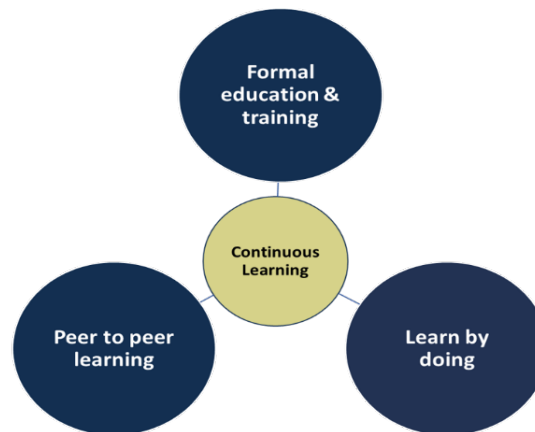 Formal
education &
training
Continuous
Learning
Peer to peer
learning
Learn by
doing